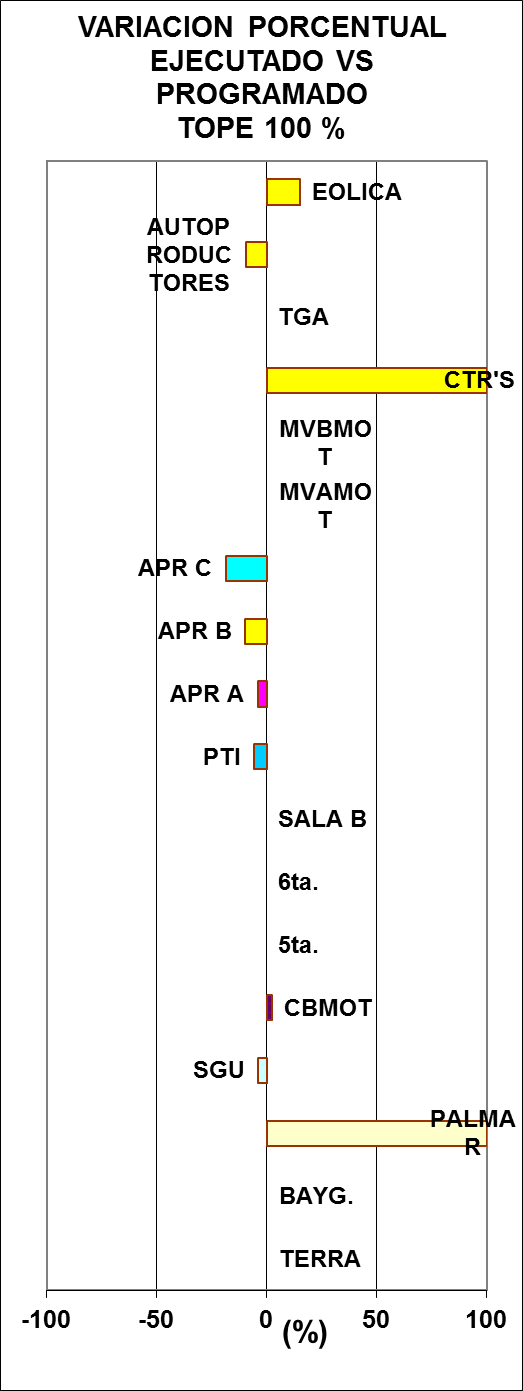 VARIACION PORCENTUAL
EJECUTADO VS
PROGRAMADO
TOPE 100 %
EOLICA
AUTOP
RODUC
TORES
TGA
CTR'S
MVBMO
T
MVAMO
T
APR C
APR B
APR A
PTI
SALA B
6ta.
5ta.
CBMOT
SGU
PALMA
R
BAYG.
TERRA
-100 -50 0 50 100
(%)